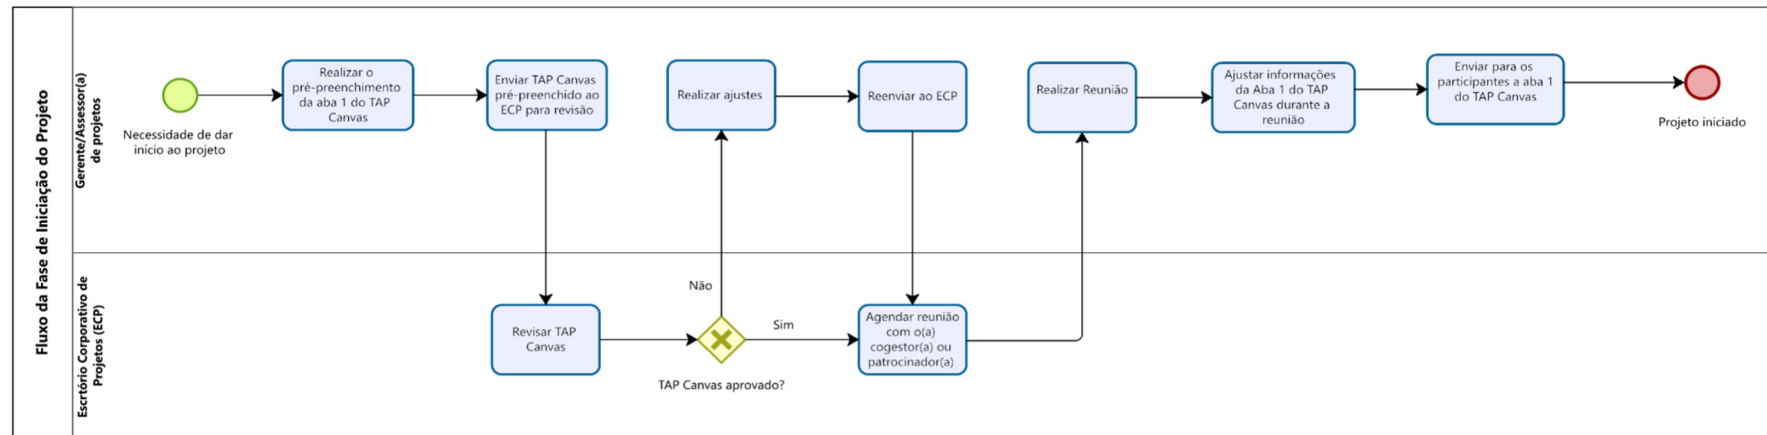 Fluxo da Fase de Iniciação do Projeto
Gerente/Assessor(a)
de projetos
Necessidade de dar
início ao projeto
Realizar o
pré-preenchimento
da aba 1 do TAP
Canvas
Enviar TAP Canvas
pré-preenchido ao
ECP para revisão
Realizar ajustes
Reenviar ao ECP
Realizar Reunião
Ajustar informações
da Aba 1 do TAP
Canvas durante a
reunião
Enviar para os
participantes a aba 1
do TAP Canvas
Projeto iniciado
Escrtório Corporativo de
Projetos (ECP)
Revisar TAP
Canvas
Não
Sim
TAP Canvas aprovado?
Agendar reunião
com o(a)
cogestor(a) ou
patrocinador(a)